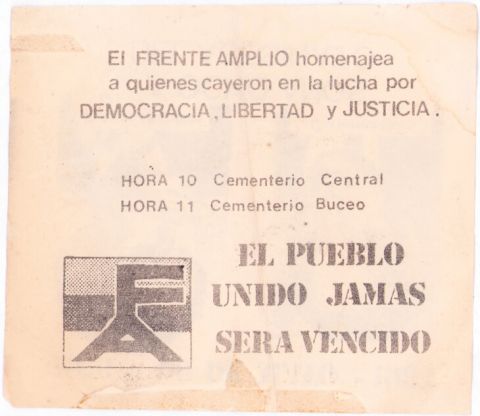 El FRENTE AMPLIO homenajea
a quienes cayeron en la lucha por
DEMOCRACIA, LIBERTAD y JUSTICIA.
HORA 10 Cementerio Central
HORA 11 Cementerio Buceo
EL PUEBLO
UNIDO JAMAS
SERA VENCIDO
FA